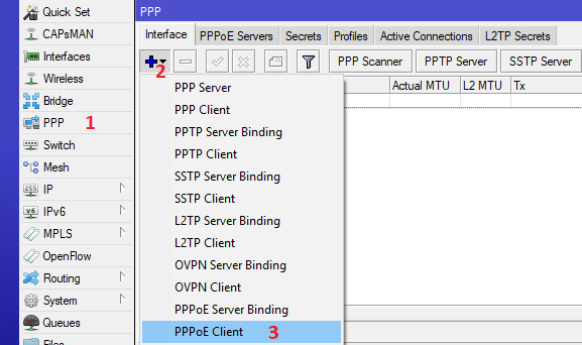 Quick Set
CAPsMAN
Interfaces
Wireless
Bridge
PPP 1
Switch
Mesh
IP
IPv6
MPLS
OpenFlow
Routing
System
Queues
Files
PPP
Interface PPPoE Servers Secrets Profiles Active Connections L2TP Secrets
2 PPP Scanner PPTP Server SSTP Server
Actual MTU L2 MTU Tx
PPP Server
PPP Client
PPTP Server Binding
PPTP Client
SSTP Server Binding
SSTP Client
L2TP Server Binding
L2TP Client
OVPN Server Binding
OVPN Client
PPPoE Server Binding
PPPoE Client 3